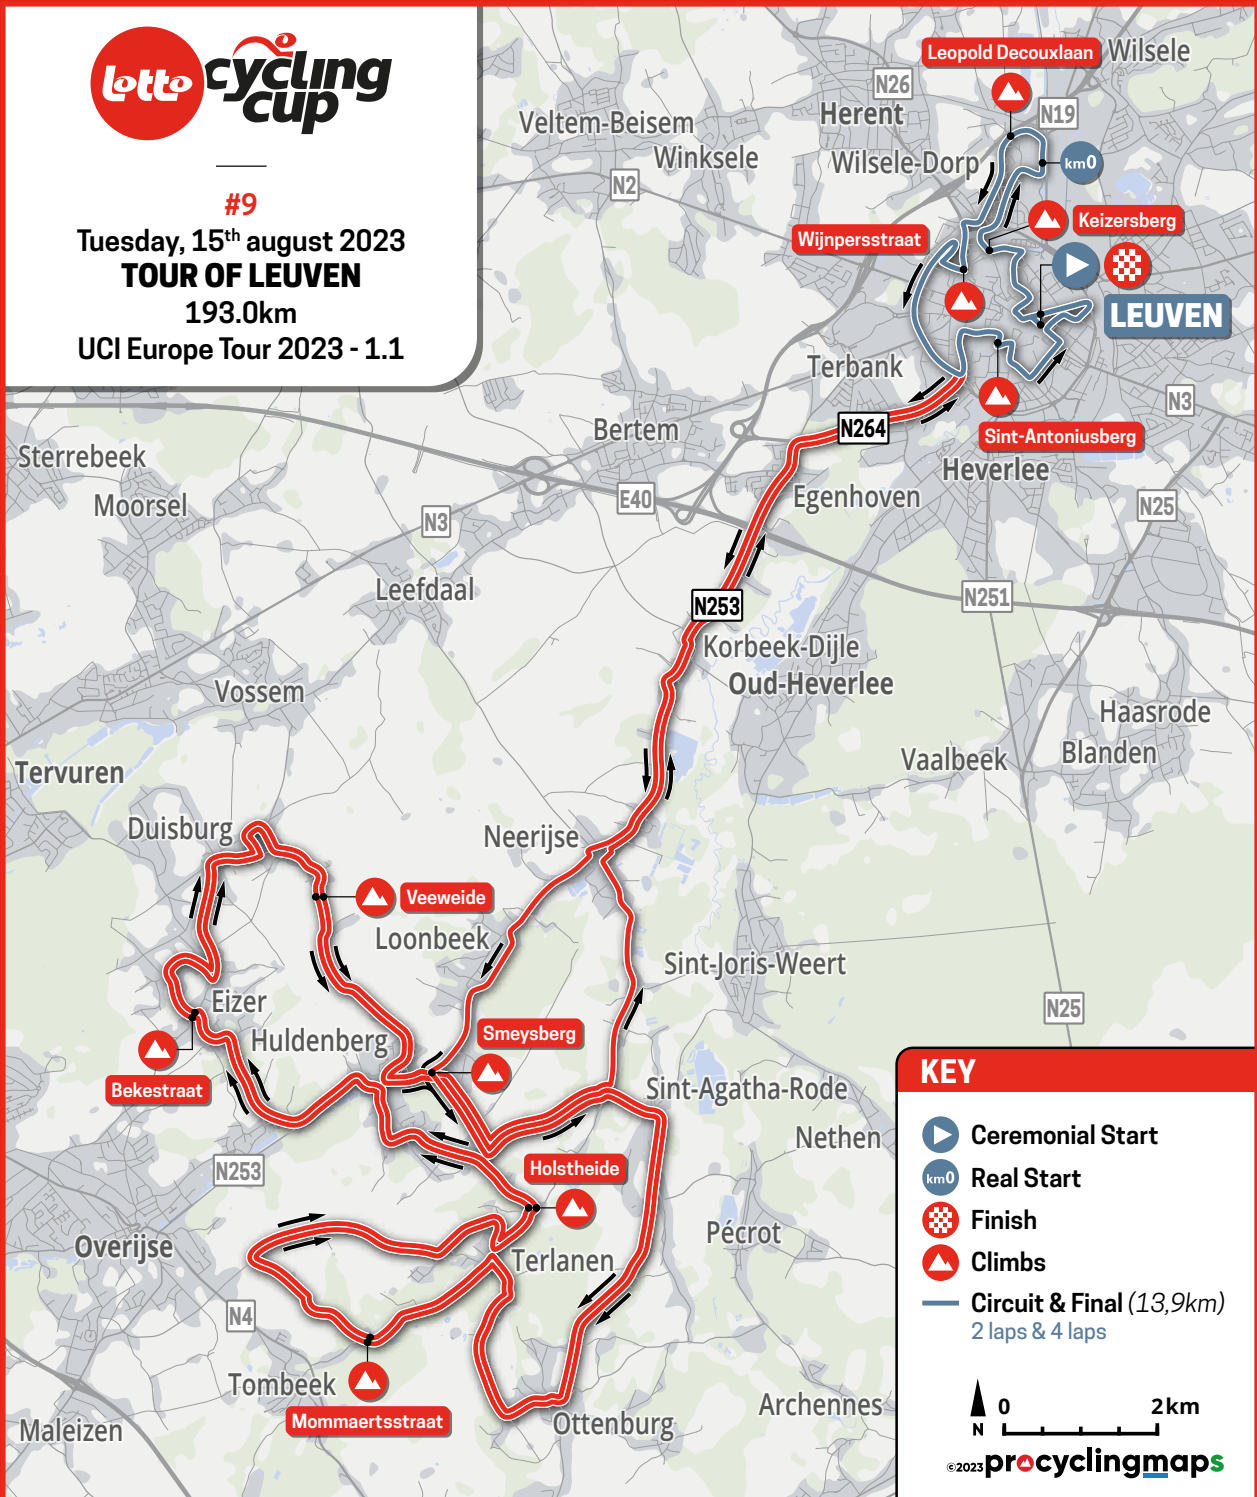 Lotto cycling cup
#9
Tuesday, 15th august 2023
TOUR OF LEUVEN
193.0km
UCI Europe Tour 2023 - 1.1
Leopold Decouxlaan
Wilsele
N26
Herent
N19
Veltem-Beisem
Winksele
Wilsele-Dorp
km0
N2
Keizersberg
Wijnpersstraat
LEUVEN
Terbank
N3
Bertem
N264
Sint-Antoniusberg
Sterrebeek
Heverlee
Moorsel
E40
Egenhoven
N25
N3
Leefdaal
N253
N251
Korbeek-Dijle
Oud-Heverlee
Vossem
Haasrode
Tervuren
Vaalbeek
Blanden
Duisburg
Neerijse
Veeweide
Loonbeek
Sint-Joris-Weert
Eizer
N25
Huldenberg
Smeysberg
Bekestraat
Sint-Agatha-Rode
Nethen
N253
Holstheide
Overijse
Pécrot
Terlanen
N4
Tombeek
Mommaertsstraat
Maleizen
Ottenburg
Archennes
KEY
Ceremonial Start
km0 Real Start
Finish
Climbs
Circuit & Final (13,9km)
2 laps & 4 laps
N
0 2km
©2023 procyclingmaps